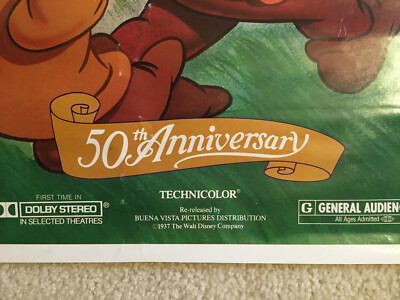 50th Anniversary
TECHNICOLOR®
FIRST TIME IN
DOLBY STEREO ®
IN SELECTED THEATRES
Re-released by
BUENA VISTA PICTURES DISTRIBUTION
©1937 The Walt Disney Company
G GENERAL AUDIEN
All Ages Admitted